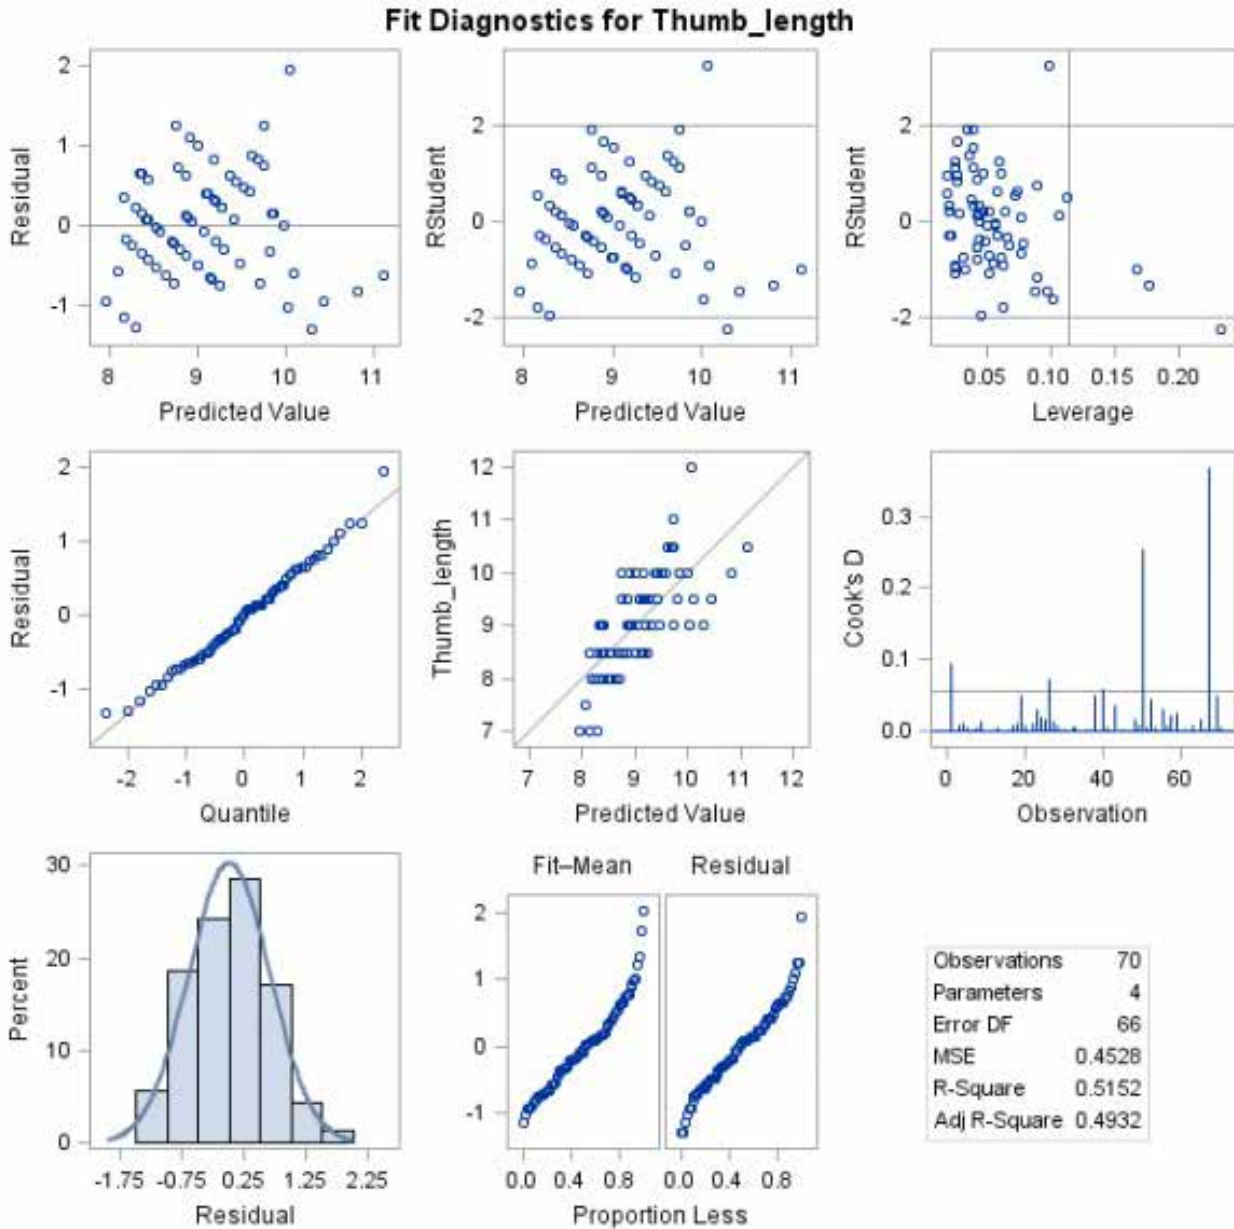 Fit Diagnostics for Thumb_length
2
1
0
-1
Residual
8 9 10 11
Predicted Value
2
0
-2
RStudent
8 9 10 11
Predicted Value
2
0
-2
RStudent
0.05 0.10 0.15 0.20
Leverage
2
1
0
-1
Residual
-2 -1 0 1 2
Quantile
12
11
10
9
8
7
Thumb_length
7 8 9 10 11 12
Predicted Value
0.3
0.2
0.1
0.0
Cook's D
0 20 40 60
Observation
30
20
10
0
Percent
-1.75 -0.75 0.25 1.25 2.25
Residual
Fit–Mean Residual
2
1
0
-1
0.0 0.4 0.8 0.0 0.4 0.8
Proportion Less
Observations 70
Parameters 4
Error DF 66
MSE 0.4528
R-Square 0.5152
Adj R-Square 0.4932